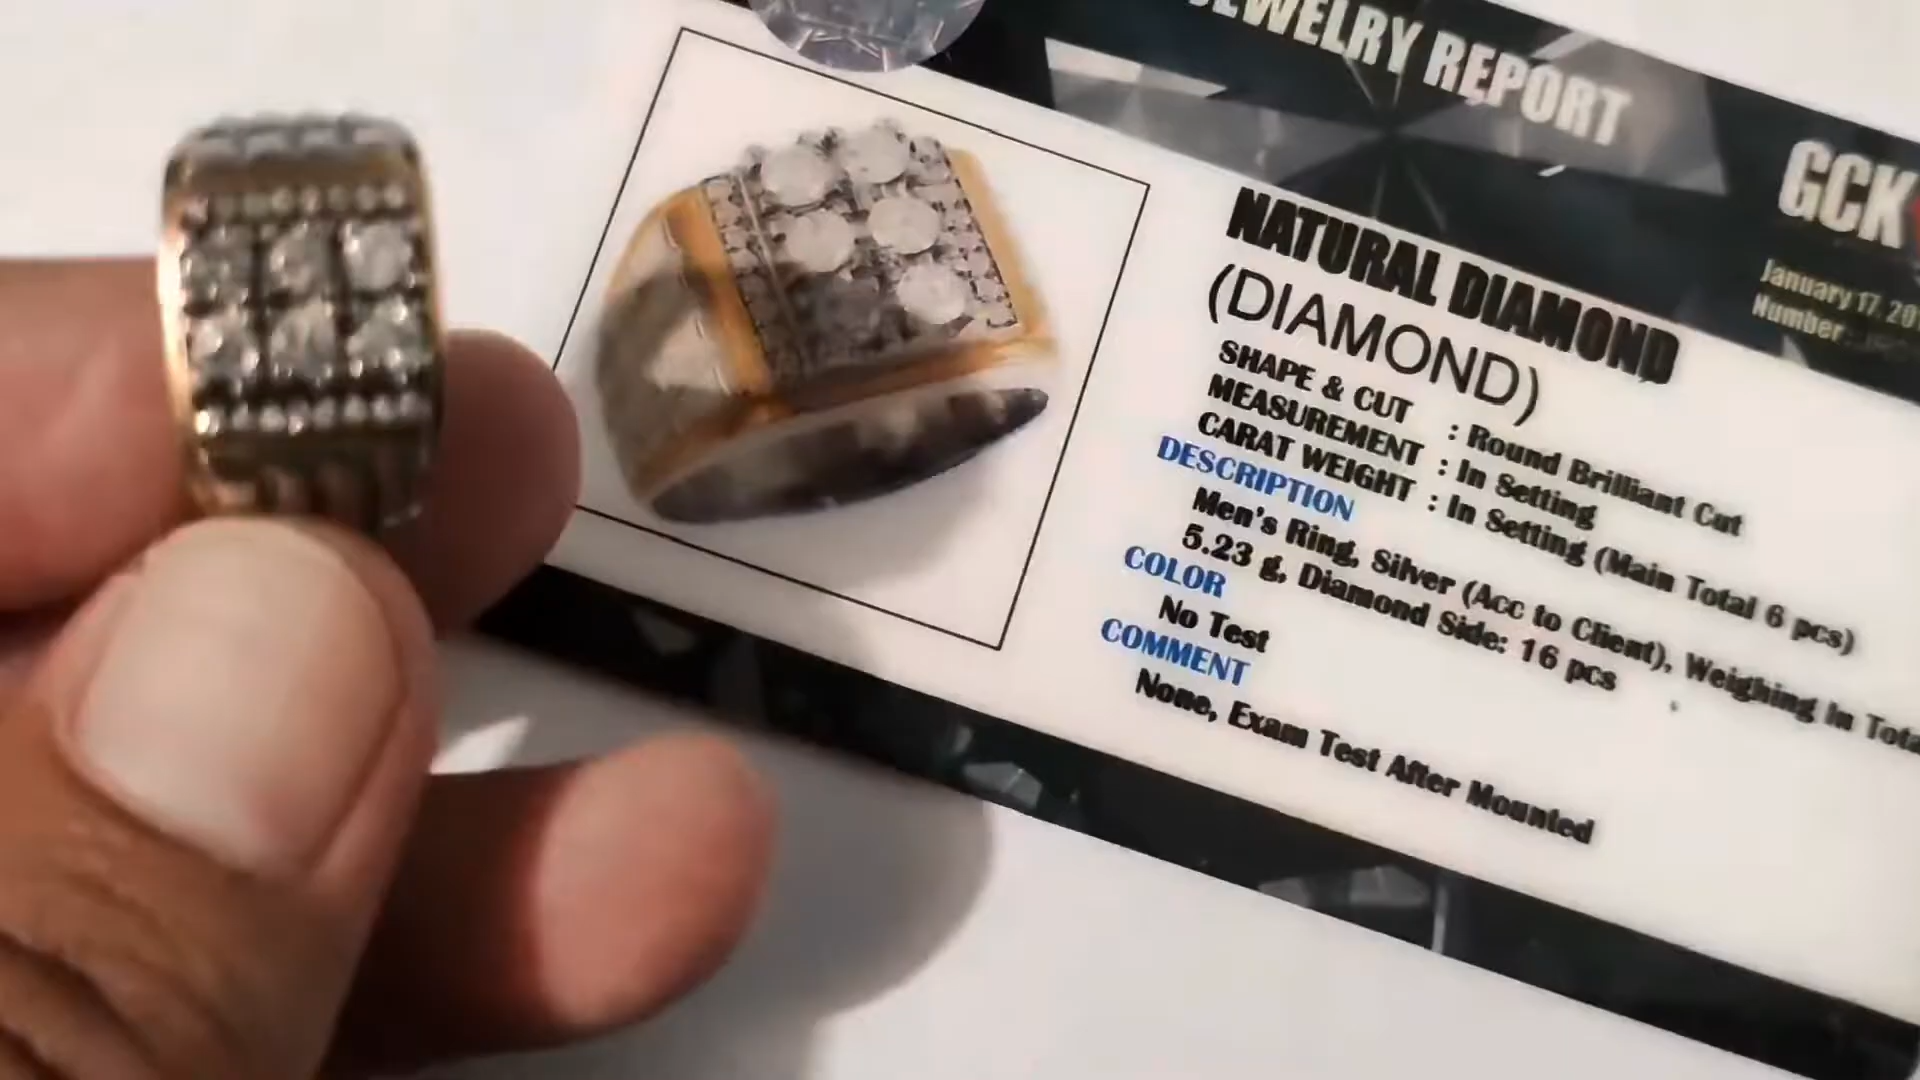 JEWELRY REPORT
GCK
January 17, 20
Number
NATURAL DIAMOND
(DIAMOND)
SHAPE & CUT : Round Brilliant Cut
MEASUREMENT : In Setting
CARAT WEIGHT : In Setting (Main Total 6 pcs)
DESCRIPTION
Men's Ring, Silver (Acc to Client), Weighing In Tota
5.23 g, Diamond Side: 16 pcs
COLOR
No Test
COMMENT
None, Exam Test After Mounted